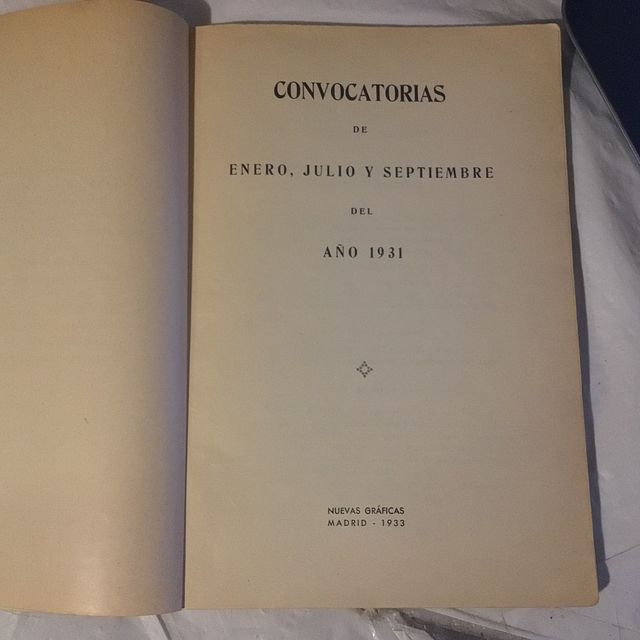 CONVOCATORIAS
DE
ENERO, JULIO Y SEPTIEMBRE
DEL
AÑO 1931
NUEVAS GRÁFICAS
MADRID - 1933